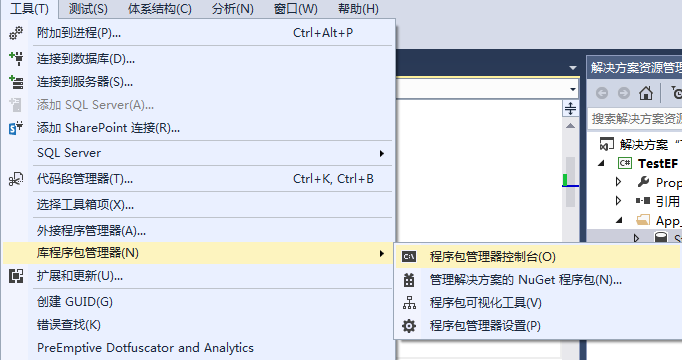 工具(T) 测试(S) 体系结构(C) 分析(N) 窗口(W) 帮助(H)
附加到进程(P)... Ctrl+Alt+P
连接到数据库(D)...
连接到服务器(S)...
添加 SQL Server(A)...
添加 SharePoint 连接(R)...
SQL Server
代码段管理器(T)... Ctrl+K, Ctrl+B
选择工具箱项(X)...
外接程序管理器(A)...
库程序包管理器(N)
扩展和更新(U)...
创建 GUID(G)
错误查找(K)
PreEmptive Dotfuscator and Analytics
程序包管理器控制台(O)
管理解决方案的 NuGet 程序包(N)...
程序包可视化工具(V)
程序包管理器设置(P)
解决方案资源管理
搜索解决方案资源
解决方案"
TestEF
Prop
引用
App_